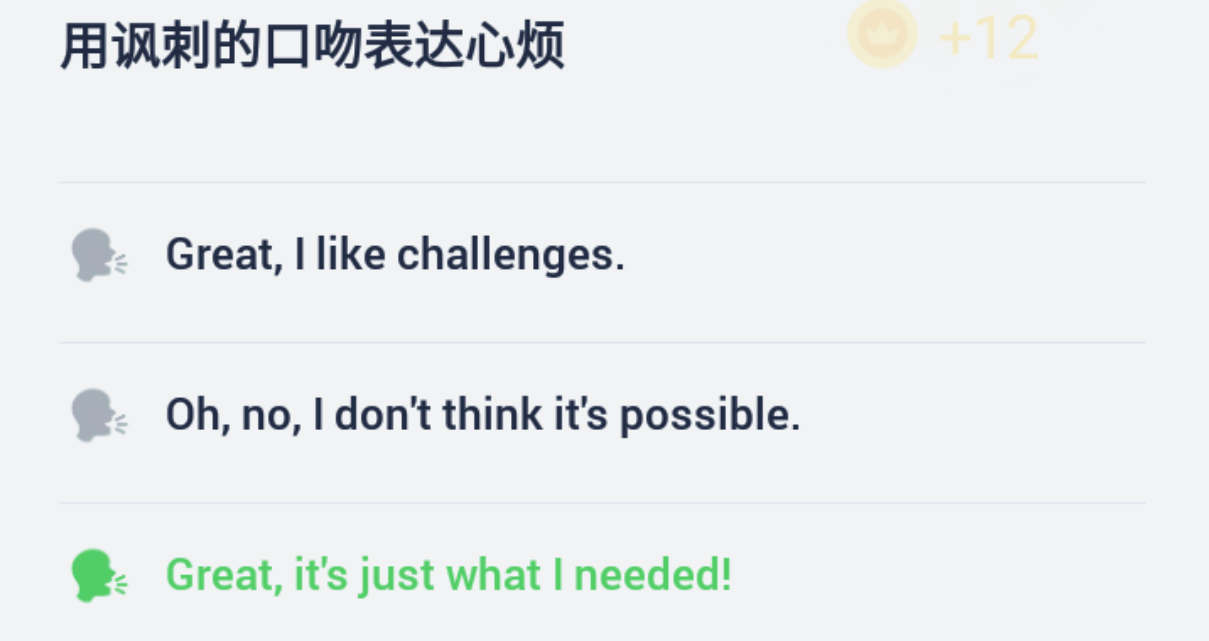 用讽刺的口吻表达心烦
+12
Great, I like challenges.
Oh, no, I don't think it's possible.
Great, it's just what I needed!